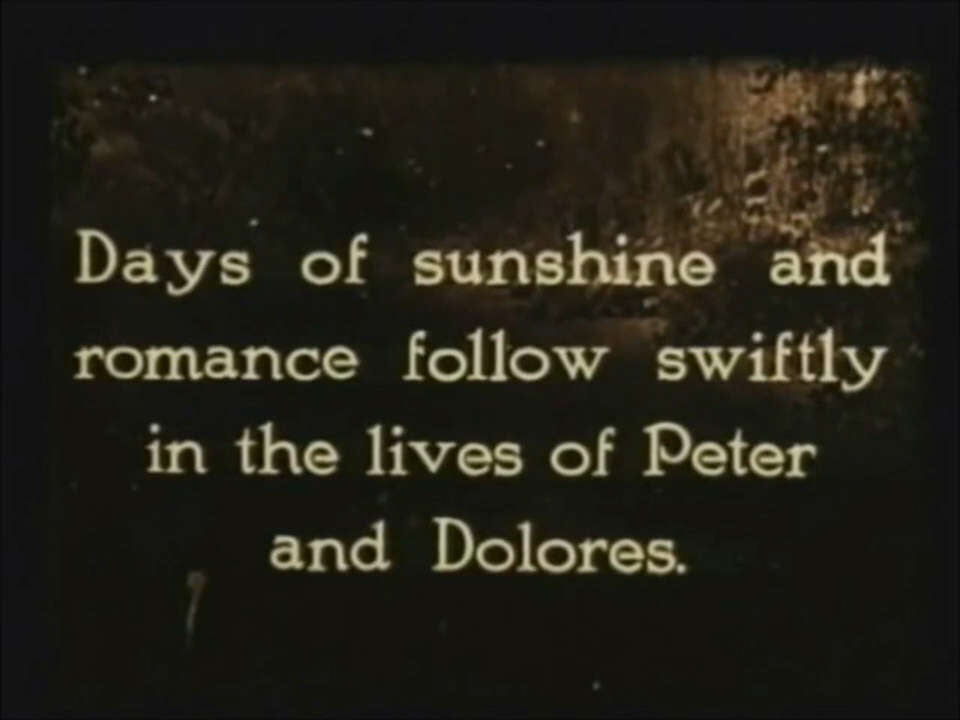 Days of sunshine and
romance follow swiftly
in the lives of Peter
and Dolores.